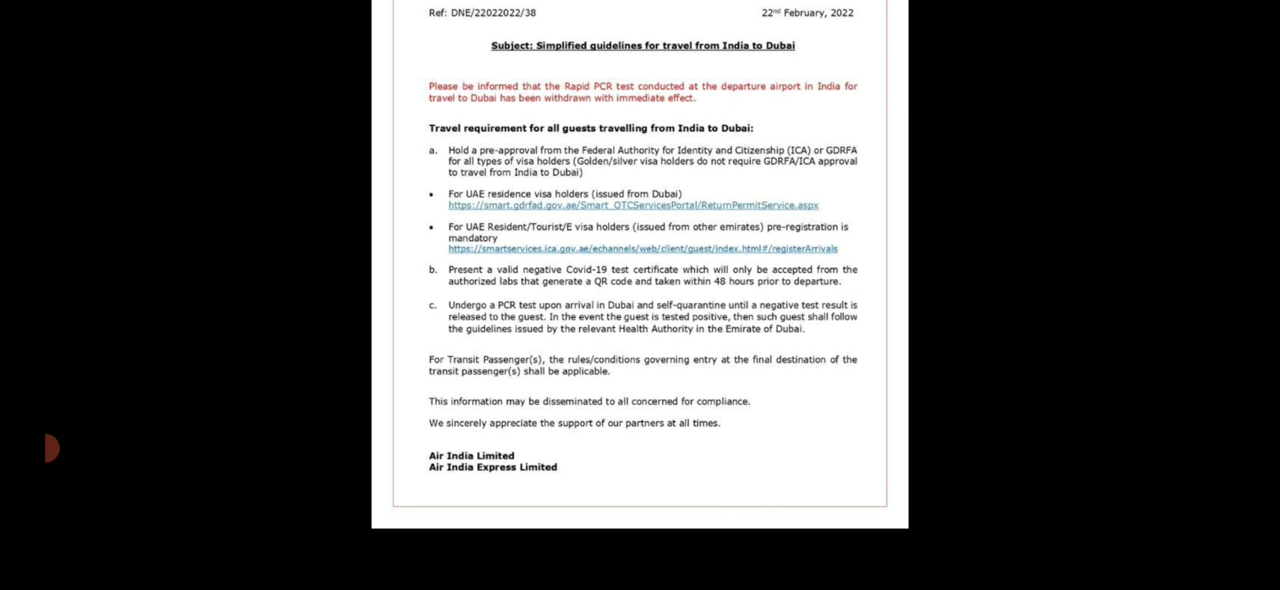 Ref: DNE/22022022/38 22nd February, 2022
Subject: Simplified guidelines for travel from India to Dubai
Please be informed that the Rapid PCR test conducted at the departure airport in India for
travel to Dubai has been withdrawn with immediate effect.
Travel requirement for all guests travelling from India to Dubai:
a. Hold a pre-approval from the Federal Authority for Identity and Citizenship (ICA) or GDRFA
for all types of visa holders (Golden/silver visa holders do not require GDRFA/ICA approval
to travel from India to Dubai)
• For UAE residence visa holders (issued from Dubai)
https://smart.gdrfad.gov.ae/Smart_OTCServicesPortal/ReturnPermitService.aspx
• For UAE Resident/Tourist/E visa holders (issued from other emirates) pre-registration is
mandatory
https://smartservices.ica.gov.ae/echannels/web/client/guest/index.html#/registerArrivals
b. Present a valid negative Covid-19 test certificate which will only be accepted from the
authorized labs that generate a QR code and taken within 48 hours prior to departure.
c. Undergo a PCR test upon arrival in Dubai and self-quarantine until a negative test result is
released to the guest. In the event the guest is tested positive, then such guest shall follow
the guidelines issued by the relevant Health Authority in the Emirate of Dubai.
For Transit Passenger(s), the rules/conditions governing entry at the final destination of the
transit passenger(s) shall be applicable.
This information may be disseminated to all concerned for compliance.
We sincerely appreciate the support of our partners at all times.
Air India Limited
Air India Express Limited